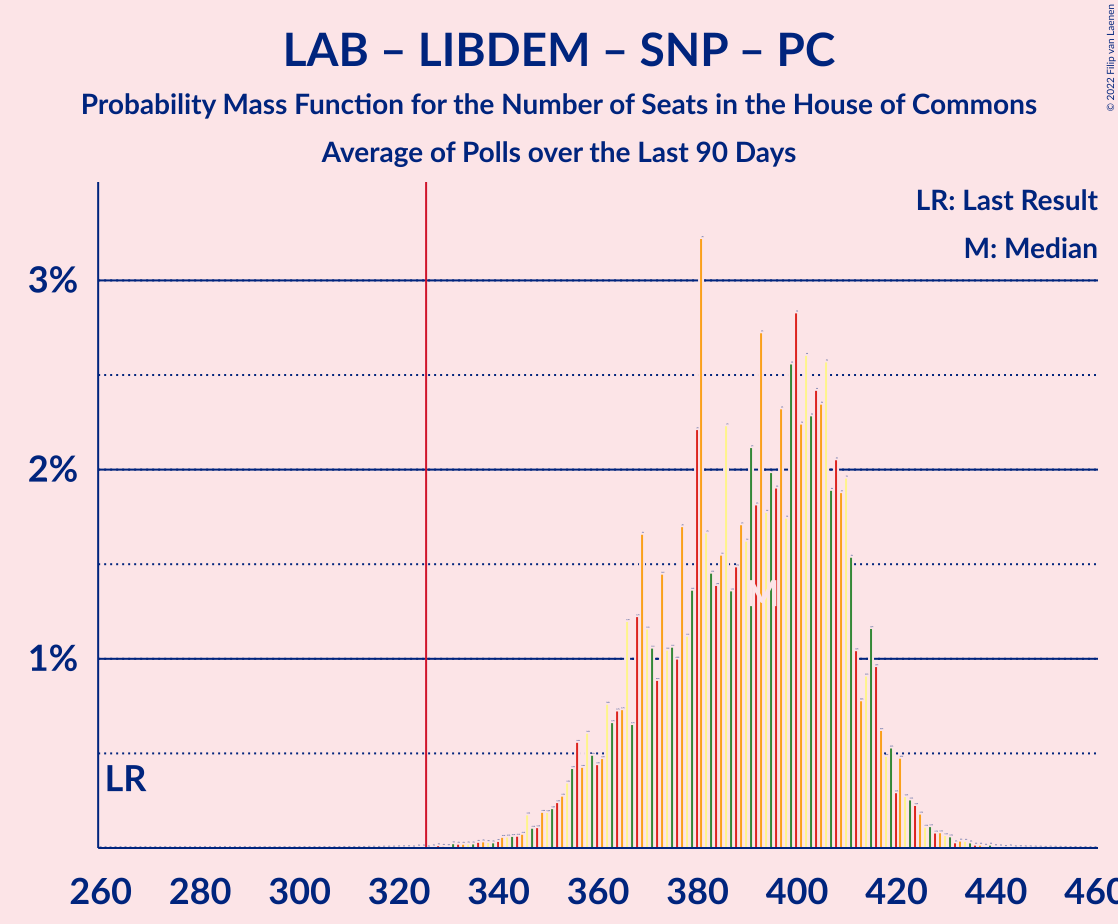 LAB – LIBDEM – SNP – PC
Probability Mass Function for the Number of Seats in the House of Commons
Average of Polls over the Last 90 Days
© 2022 Filip van Laenen
LR: Last Result
M: Median
3%
2%
1%
M
LR
260 280 300 320 340 360 380 400 420 440 460